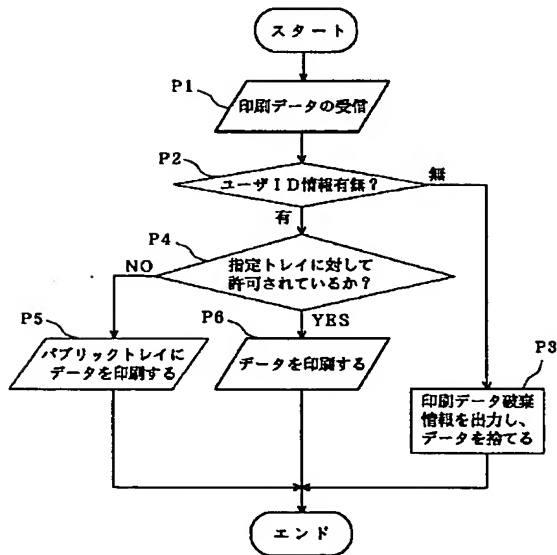 スタート
P1
印刷データの受信
P2
ユーザID情報有無?
無
有
P4
指定トレイに対して
許可されているか?
NO
YES
P5
パブリックトレイに
データを印刷する
P6
データを印刷する
P3
印刷データ破棄
情報を出力し、
データを捨てる
エンド